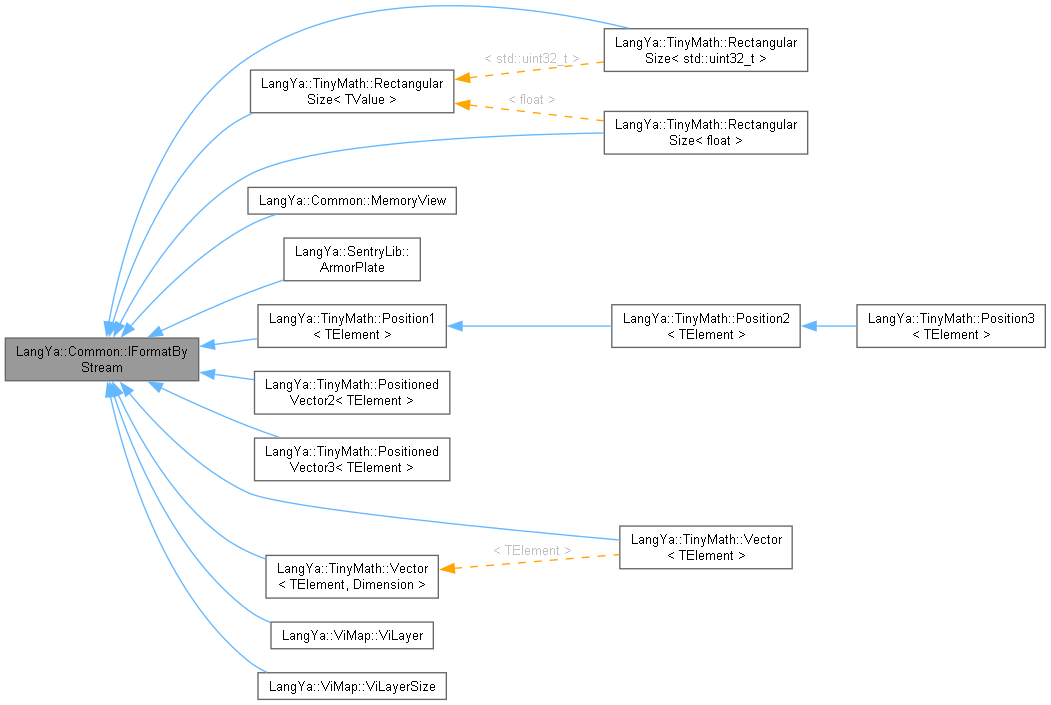 LangYa::TinyMath::Rectangular
Size< std::uint32_t >
< std::uint32_t >
LangYa::TinyMath::Rectangular
Size< TValue >
< float >
LangYa::TinyMath::Rectangular
Size< float >
LangYa::Common::MemoryView
LangYa::SentryLib::
ArmorPlate
LangYa::TinyMath::Position1
< TElement >
LangYa::TinyMath::Position2
< TElement >
LangYa::TinyMath::Position3
< TElement >
LangYa::Common::IFormatBy
Stream
LangYa::TinyMath::Positioned
Vector2< TElement >
LangYa::TinyMath::Positioned
Vector3< TElement >
LangYa::TinyMath::Vector
< TElement >
< TElement >
LangYa::TinyMath::Vector
< TElement, Dimension >
LangYa::ViMap::ViLayer
LangYa::ViMap::ViLayerSize